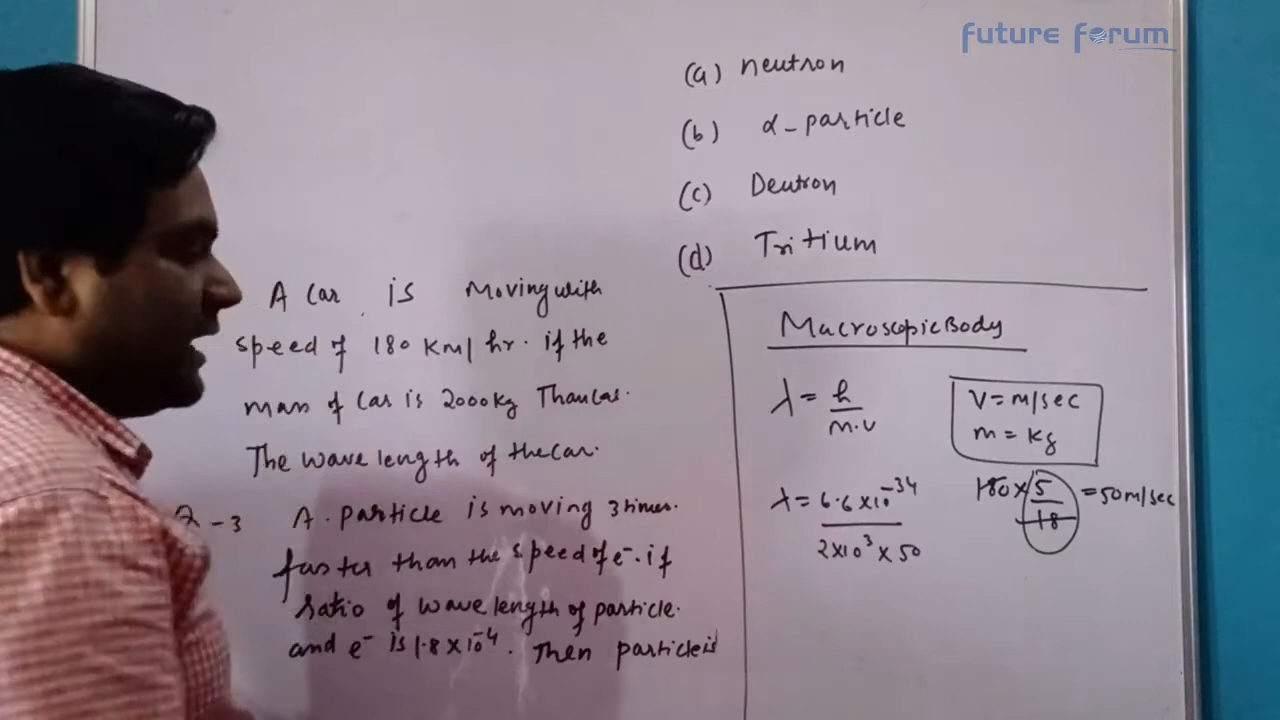 future forum
(a) neutron
(b) α-particle
(c) Deutron
(d) Tritium
A Car is Moving with
speed of 180 KM/hr. if the
mass of Car is 2000kg Than Cal.
The wave length of the Car.
Q-3 A particle is moving 3 times.
faster than the speed of e⁻. if
ratio of wave length of particle.
and e⁻ is 1.8×10⁻⁴. Then particle is
Macroscopic Body
λ = h / m.v
V = m/sec
m = kg
λ = 6.6×10⁻³⁴ / 2×10³ × 50
180 × 5/18 = 50 m/sec